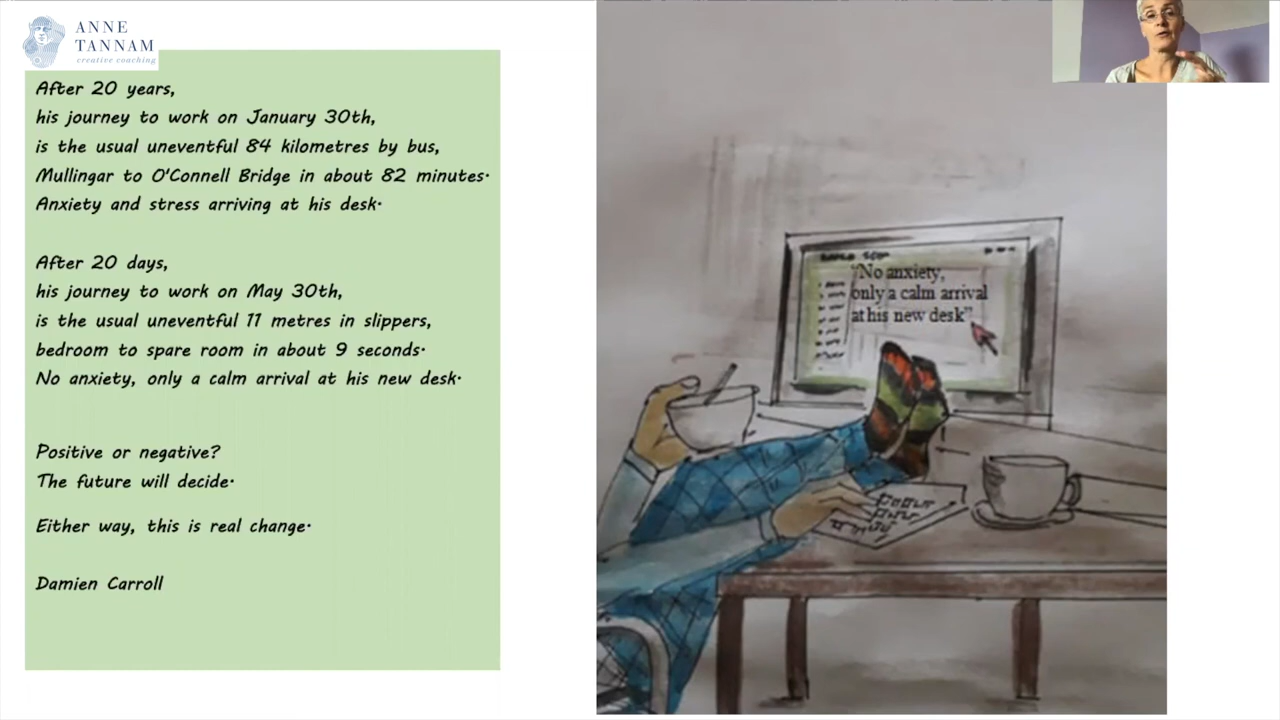 ANNE
TANNAM
creative coaching
After 20 years,
his journey to work on January 30th,
is the usual uneventful 84 kilometres by bus,
Mullingar to O'Connell Bridge in about 82 minutes.
Anxiety and stress arriving at his desk.
After 20 days,
his journey to work on May 30th,
is the usual uneventful 11 metres in slippers,
bedroom to spare room in about 9 seconds.
No anxiety, only a calm arrival at his new desk.
Positive or negative?
The future will decide.
Either way, this is real change.
Damien Carroll
"No anxiety,
only a calm arrival
at his new desk"